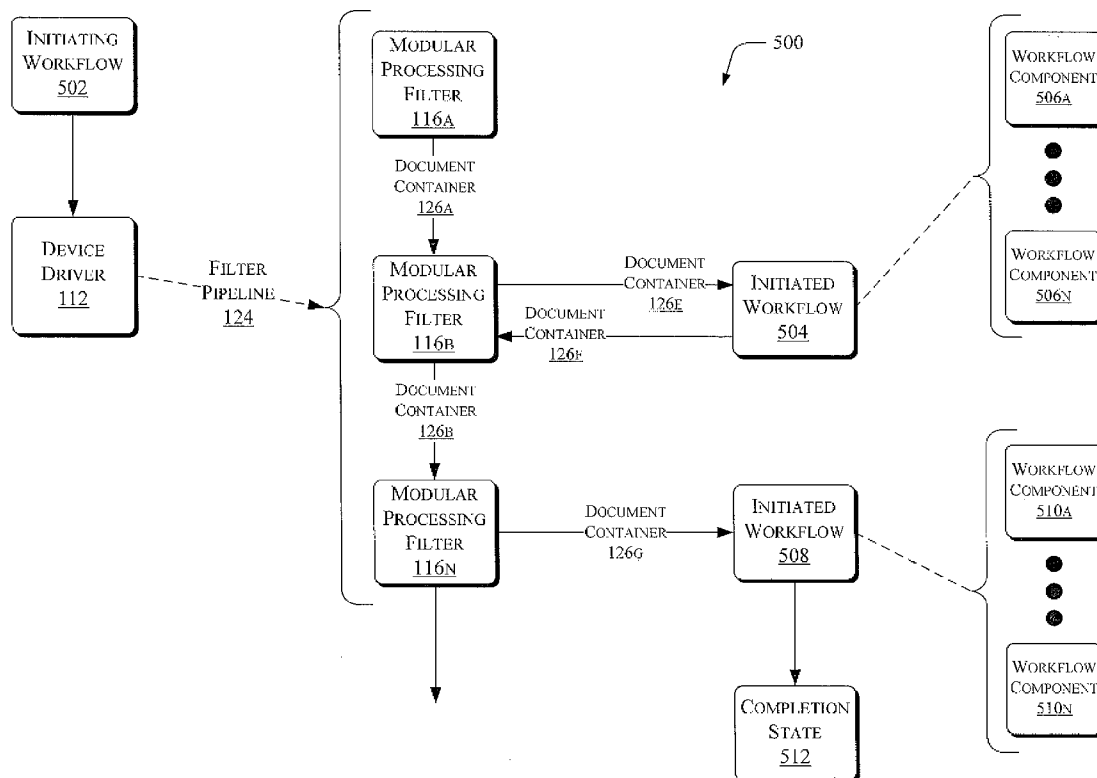 INITIATING
WORKFLOW
502
DEVICE
DRIVER
112
FILTER
PIPELINE
124
MODULAR
PROCESSING
FILTER
116A
DOCUMENT
CONTAINER
126A
MODULAR
PROCESSING
FILTER
116B
DOCUMENT
CONTAINER
126B
MODULAR
PROCESSING
FILTER
116N
500
DOCUMENT
CONTAINER
126E
DOCUMENT
CONTAINER
126F
INITIATED
WORKFLOW
504
DOCUMENT
CONTAINER
126G
INITIATED
WORKFLOW
508
COMPLETION
STATE
512
WORKFLOW
COMPONENT
506A
WORKFLOW
COMPONENT
506N
WORKFLOW
COMPONENT
510A
WORKFLOW
COMPONENT
510N